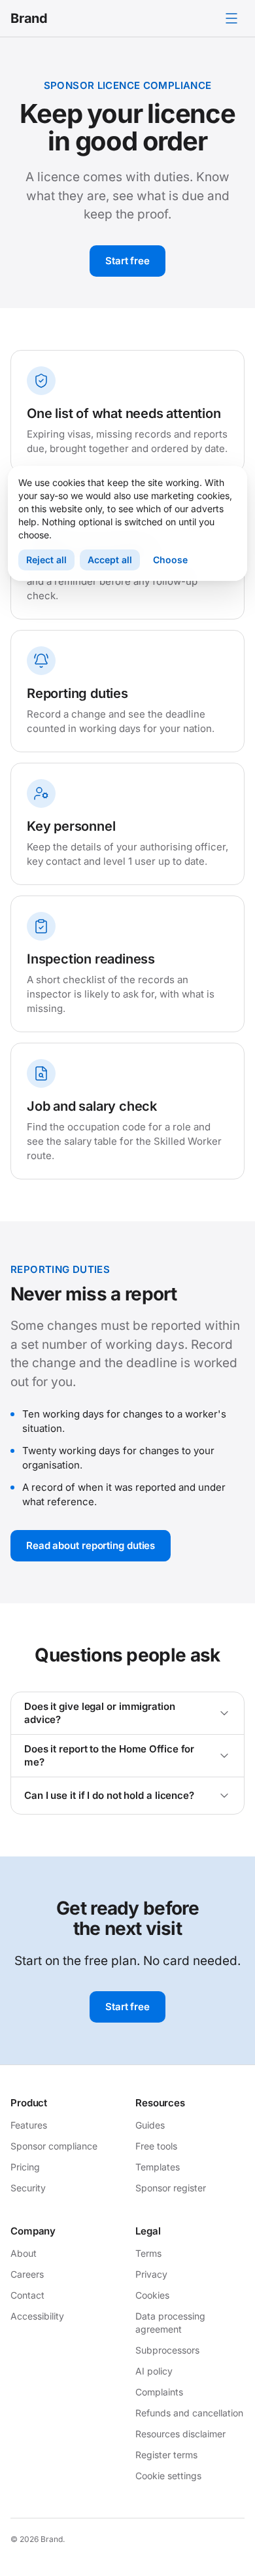 Brand
SPONSOR LICENCE COMPLIANCE
Keep your licence
in good order
A licence comes with duties. Know
what they are, see what is due and
keep the proof.
Start free
One list of what needs attention
Expiring visas, missing records and reports
due, brought together and ordered by date.
We use cookies that keep the site working. With
your say-so we would also use marketing cookies,
on this website only, to see which of our adverts
help. Nothing optional is switched on until you
choose.
Reject all
Accept all
Choose
and a reminder before any follow-up
check.
Reporting duties
Record a change and see the deadline
counted in working days for your nation.
Key personnel
Keep the details of your authorising officer,
key contact and level 1 user up to date.
Inspection readiness
A short checklist of the records an
inspector is likely to ask for, with what is
missing.
Job and salary check
Find the occupation code for a role and
see the salary table for the Skilled Worker
route.
REPORTING DUTIES
Never miss a report
Some changes must be reported within
a set number of working days. Record
the change and the deadline is worked
out for you.
Ten working days for changes to a worker's
situation.
Twenty working days for changes to your
organisation.
A record of when it was reported and under
what reference.
Read about reporting duties
Questions people ask
Does it give legal or immigration
advice?
Does it report to the Home Office for
me?
Can I use it if I do not hold a licence?
Get ready before
the next visit
Start on the free plan. No card needed.
Start free
Product
Features
Sponsor compliance
Pricing
Security
Resources
Guides
Free tools
Templates
Sponsor register
Company
About
Careers
Contact
Accessibility
Legal
Terms
Privacy
Cookies
Data processing
agreement
Subprocessors
AI policy
Complaints
Refunds and cancellation
Resources disclaimer
Register terms
Cookie settings
© 2026 Brand.